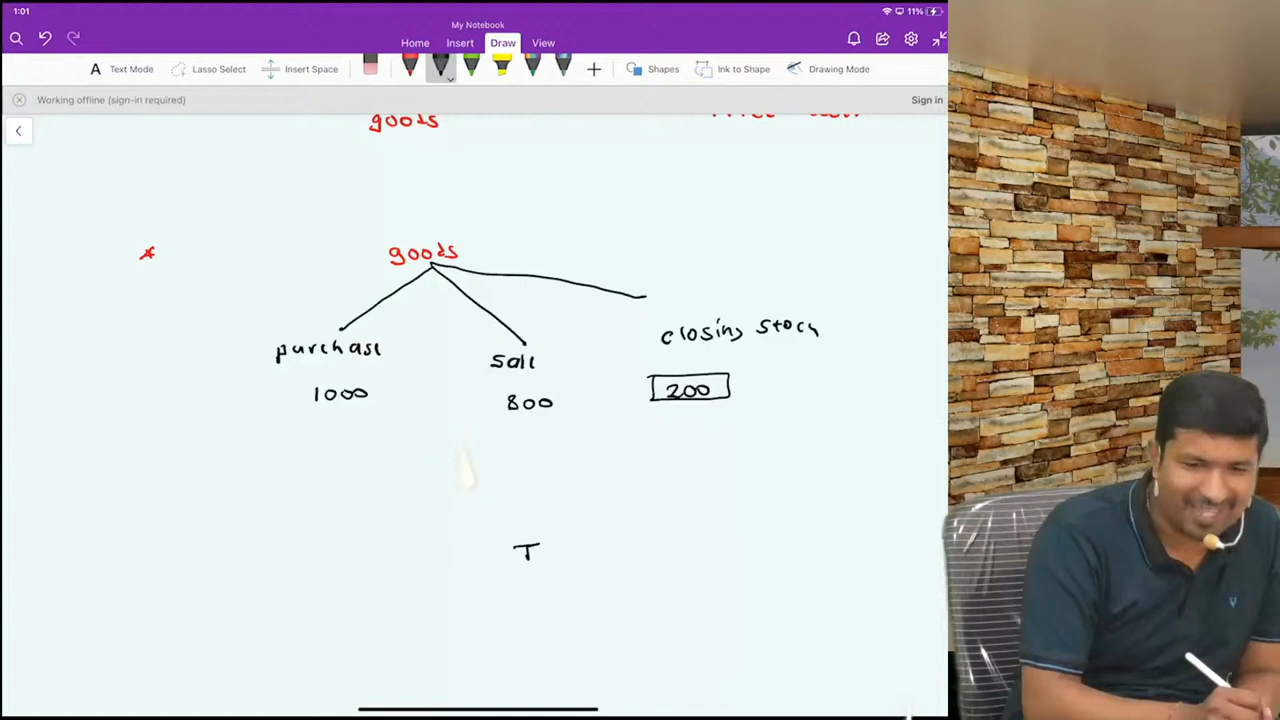 1:01
11%
My Notebook
Home Insert Draw View
Text Mode Lasso Select Insert Space Shapes Ink to Shape Drawing Mode
Working offline (sign-in required) Sign in
goods
goods
purchase sale closing stock
1000 800 200
T